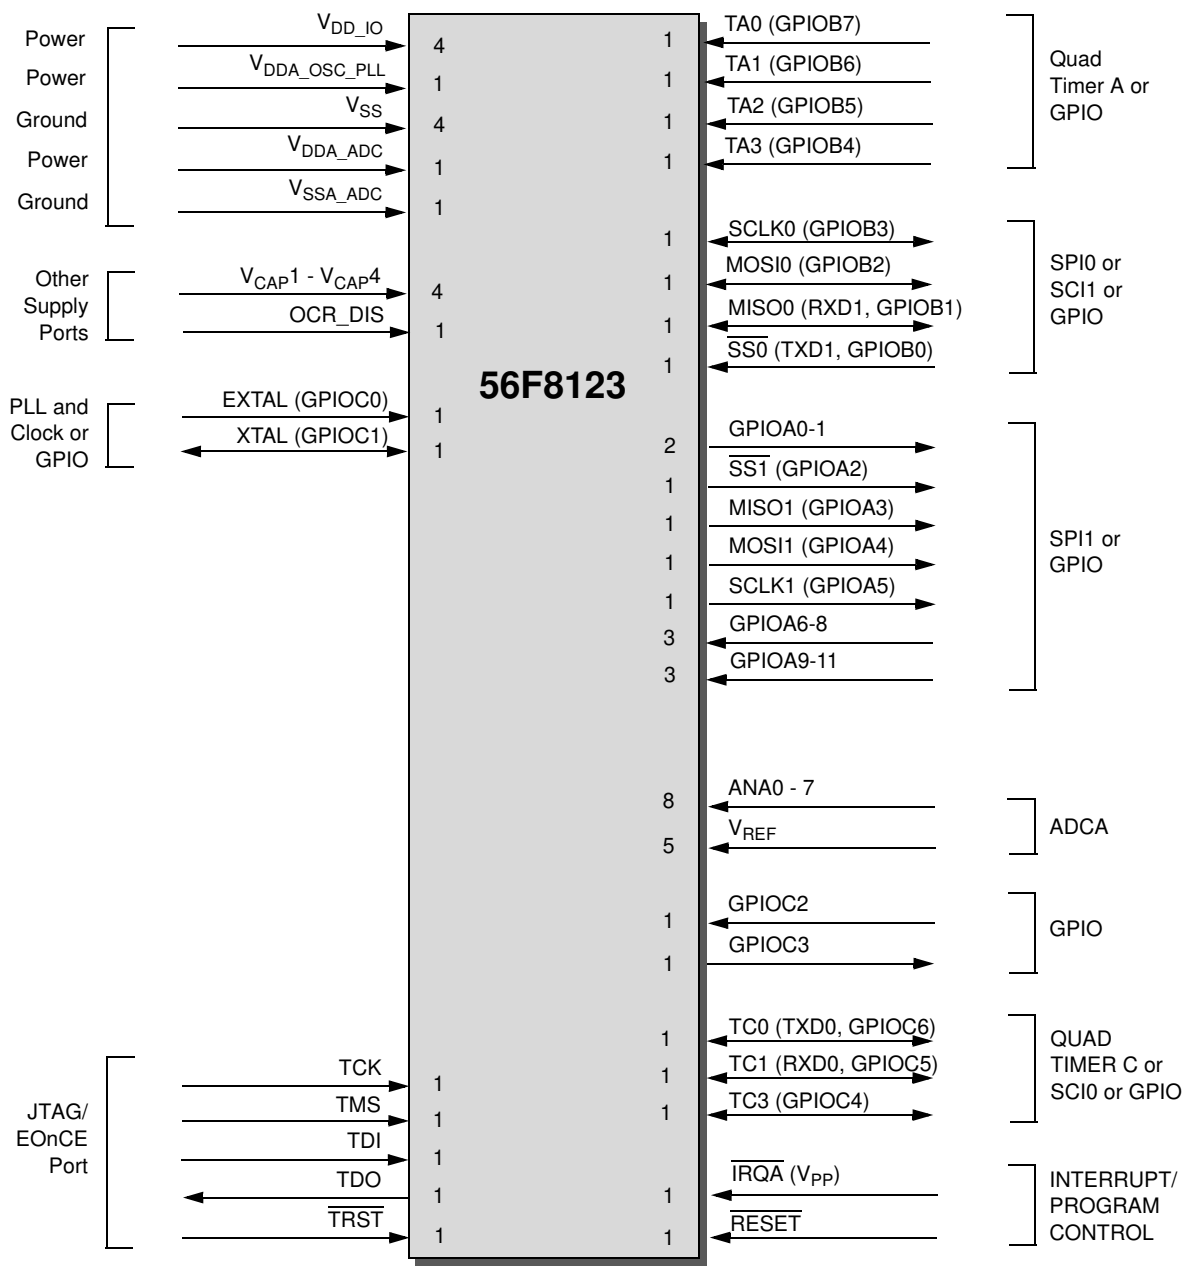 Power
V_DD_IO
4
Power
V_DDA_OSC_PLL
1
Ground
V_SS
4
Power
V_DDA_ADC
1
Ground
V_SSA_ADC
1
Other
Supply
Ports
V_CAP1 - V_CAP4
4
OCR_DIS
1
PLL and
Clock or
GPIO
EXTAL (GPIOC0)
1
XTAL (GPIOC1)
1
JTAG/
EOnCE
Port
TCK
1
TMS
1
TDI
1
TDO
1
TRST
1
56F8123
1
TA0 (GPIOB7)
1
TA1 (GPIOB6)
1
TA2 (GPIOB5)
1
TA3 (GPIOB4)
Quad
Timer A or
GPIO
1
SCLK0 (GPIOB3)
1
MOSI0 (GPIOB2)
1
MISO0 (RXD1, GPIOB1)
1
SS0 (TXD1, GPIOB0)
SPI0 or
SCI1 or
GPIO
2
GPIOA0-1
1
SS1 (GPIOA2)
1
MISO1 (GPIOA3)
1
MOSI1 (GPIOA4)
1
SCLK1 (GPIOA5)
3
GPIOA6-8
3
GPIOA9-11
SPI1 or
GPIO
8
ANA0 - 7
5
V_REF
ADCA
1
GPIOC2
1
GPIOC3
GPIO
1
TC0 (TXD0, GPIOC6)
1
TC1 (RXD0, GPIOC5)
1
TC3 (GPIOC4)
QUAD
TIMER C or
SCI0 or GPIO
1
IRQA (V_PP)
1
RESET
INTERRUPT/
PROGRAM
CONTROL